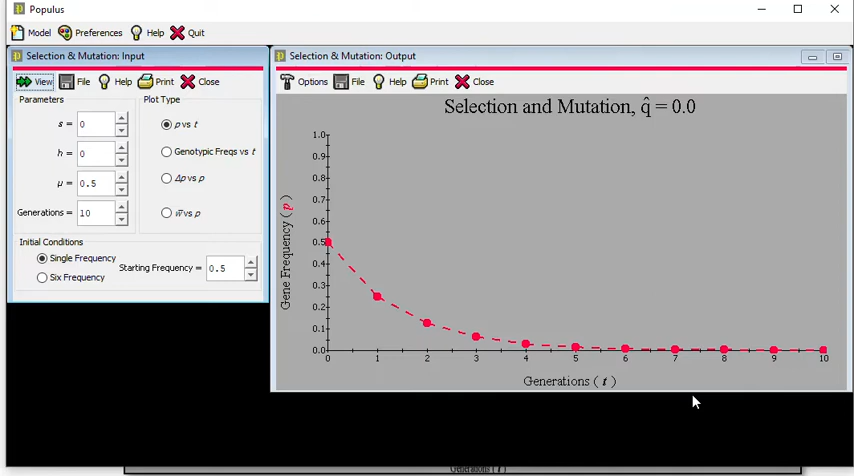 Populus
Model Preferences Help Quit
Selection & Mutation: Input
View File Help Print Close
Parameters
s = 0
h = 0
μ = 0.5
Generations = 10
Plot Type
p vs t
Genotypic Freqs vs t
Δp vs p
w̄ vs p
Initial Conditions
Single Frequency
Six Frequency
Starting Frequency = 0.5
Selection & Mutation: Output
Options File Help Print Close
Selection and Mutation, q̂ = 0.0
Gene Frequency (p)
1.0
0.9
0.8
0.7
0.6
0.5
0.4
0.3
0.2
0.1
0.0
0 1 2 3 4 5 6 7 8 9 10
Generations ( t )
Generations ( t )